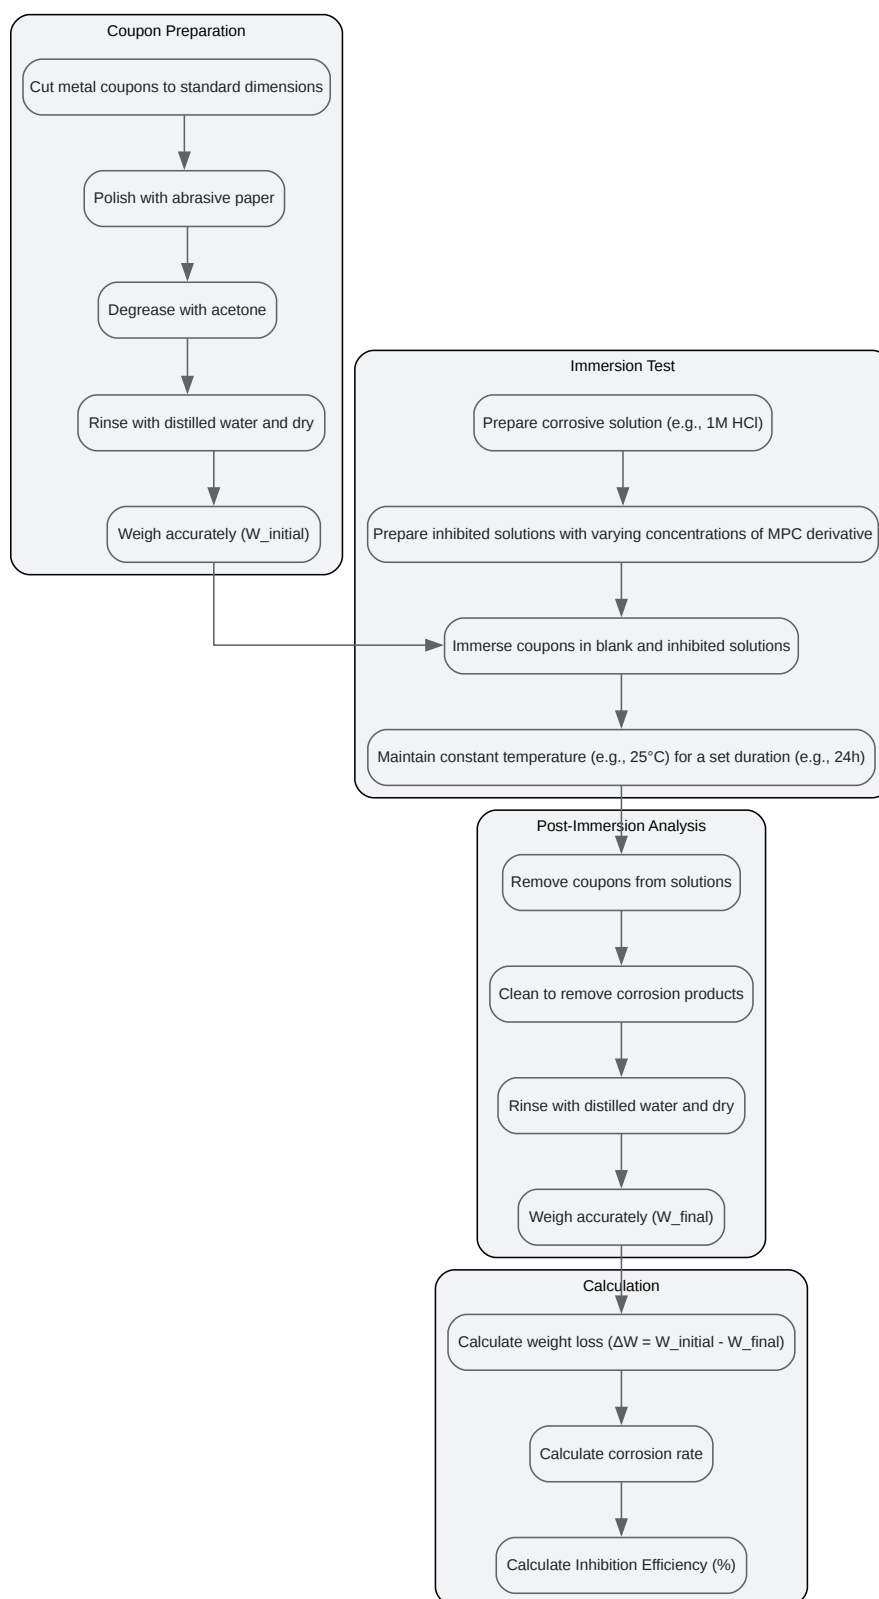 Coupon Preparation
Cut metal coupons to standard dimensions
Polish with abrasive paper
Degrease with acetone
Rinse with distilled water and dry
Weigh accurately (W_initial)
Immersion Test
Prepare corrosive solution (e.g., 1M HCl)
Prepare inhibited solutions with varying concentrations of MPC derivative
Immerse coupons in blank and inhibited solutions
Maintain constant temperature (e.g., 25°C) for a set duration (e.g., 24h)
Post-Immersion Analysis
Remove coupons from solutions
Clean to remove corrosion products
Rinse with distilled water and dry
Weigh accurately (W_final)
Calculation
Calculate weight loss (ΔW = W_initial - W_final)
Calculate corrosion rate
Calculate Inhibition Efficiency (%)